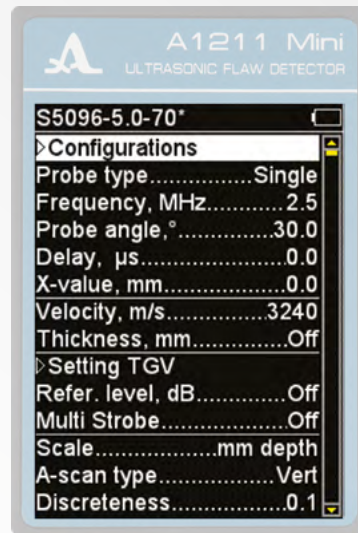 A1211 Mini
ULTRASONIC FLAW DETECTOR
S5096-5.0-70*
Configurations
Probe type................Single
Frequency, MHz............2.5
Probe angle,°...............30.0
Delay, µs......................0.0
X-value, mm.................0.0
Velocity, m/s..............3240
Thickness, mm..............Off
Setting TGV
Refer. level, dB..............Off
Multi Strobe...................Off
Scale...................mm depth
A-scan type.................Vert
Discreteness.................0.1